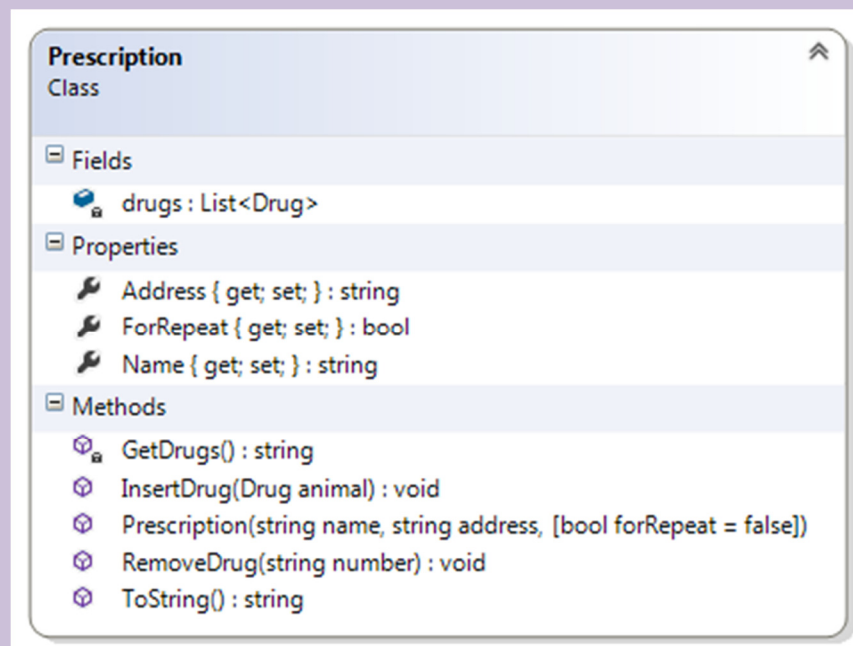 Prescription
Class
Fields
drugs : List<Drug>
Properties
Address { get; set; } : string
ForRepeat { get; set; } : bool
Name { get; set; } : string
Methods
GetDrugs() : string
InsertDrug(Drug animal) : void
Prescription(string name, string address, [bool forRepeat = false])
RemoveDrug(string number) : void
ToString() : string